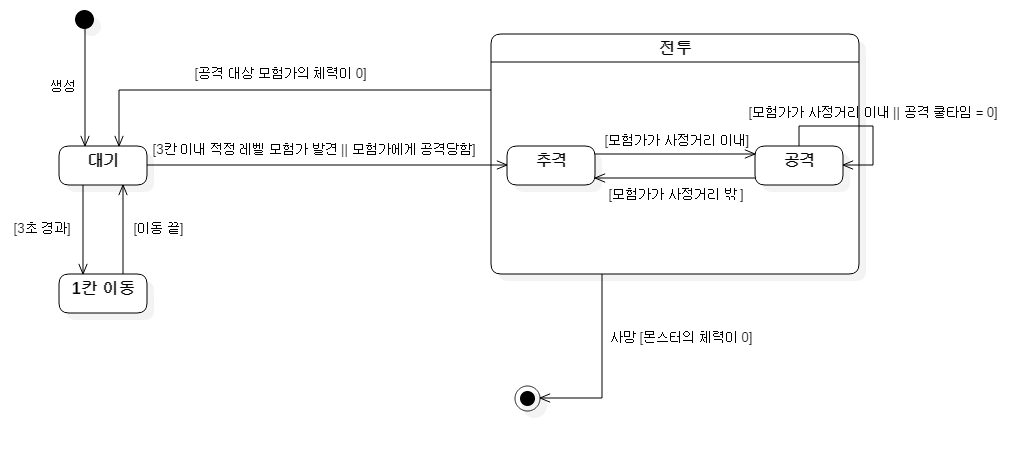 전투
[공격 대상 모험가의 체력이 0]
생성
[모험가가 사정거리 이내 || 공격 쿨타임 = 0]
[모험가가 사정거리 이내]
[3칸 이내 적정 레벨 모험가 발견 || 모험가에게 공격당함]
대기
추격
공격
[모험가가 사정거리 밖 ]
[3초 경과]
[이동 끝]
1칸 이동
사망 [몬스터의 체력이 0]